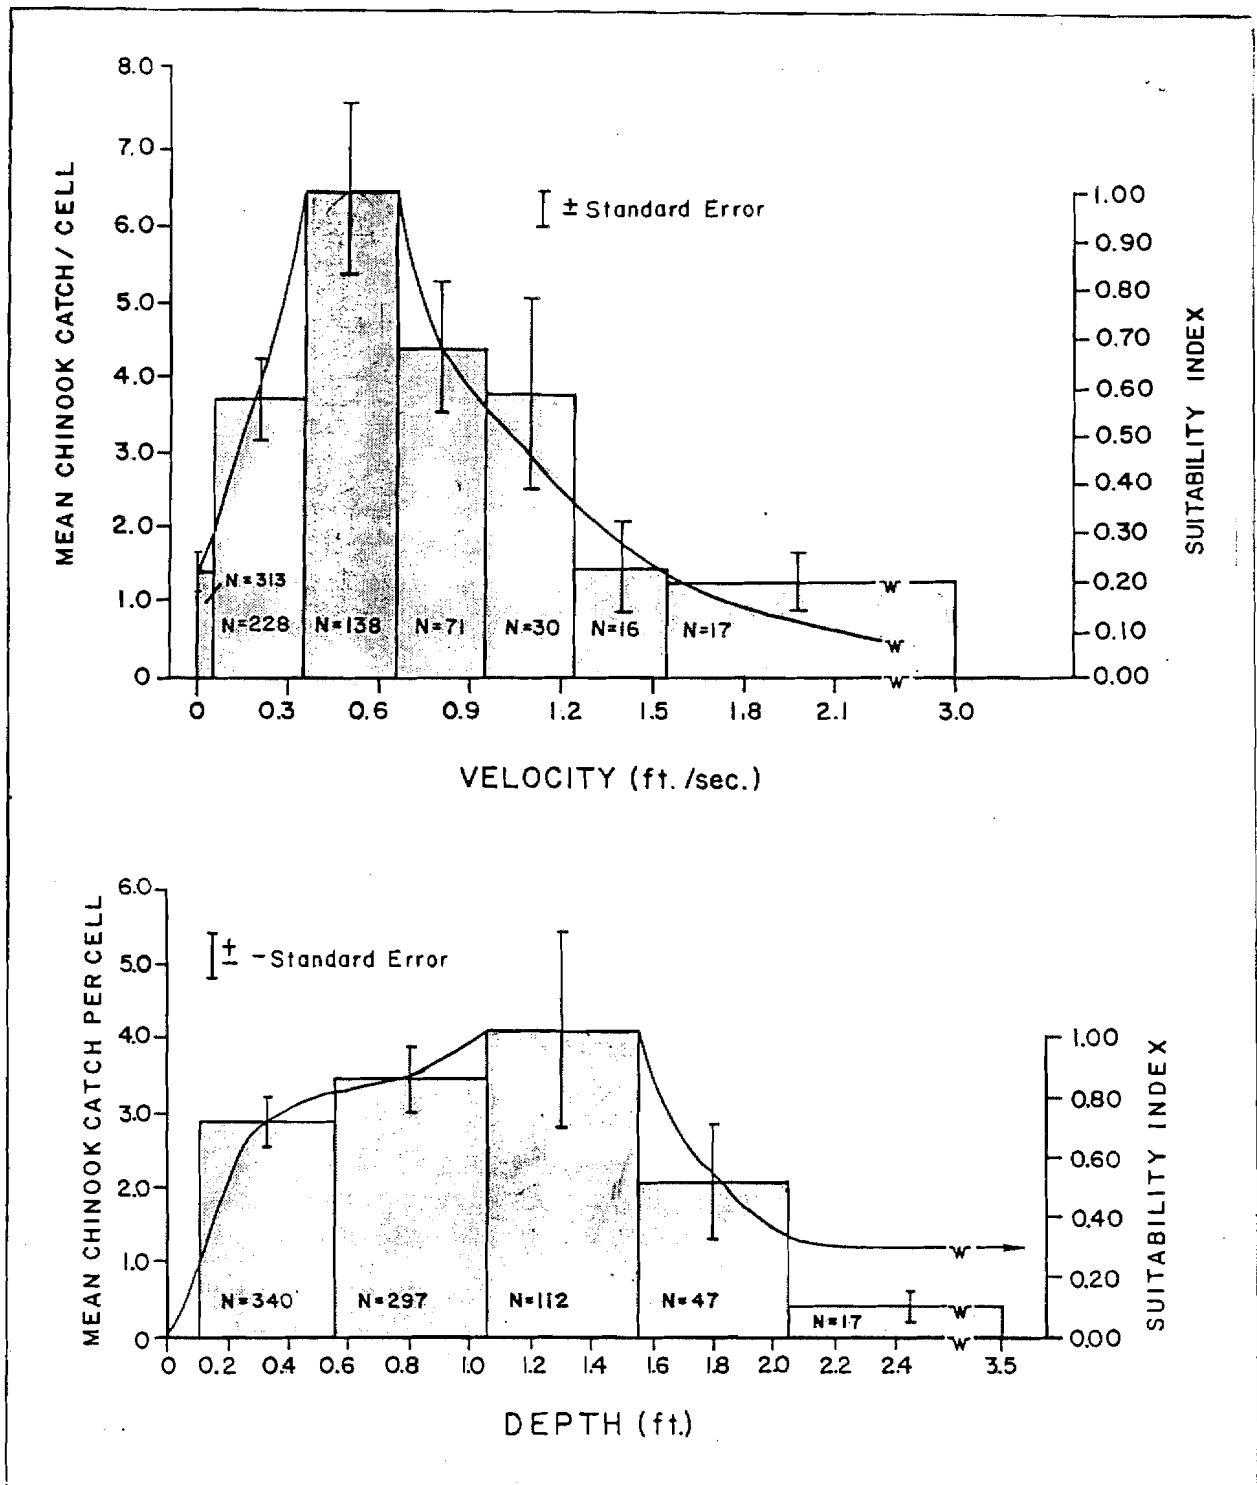 8.0
7.0
6.0
5.0
4.0
3.0
2.0
1.0
0
MEAN CHINOOK CATCH / CELL
± Standard Error
1.00
0.90
0.80
0.70
0.60
0.50
0.40
0.30
0.20
0.10
0.00
SUITABILITY INDEX
N=313
N=228
N=138
N=71
N=30
N=16
N=17
0 0.3 0.6 0.9 1.2 1.5 1.8 2.1 3.0
VELOCITY (ft./sec.)
6.0
5.0
4.0
3.0
2.0
1.0
0
MEAN CHINOOK CATCH PER CELL
± - Standard Error
1.00
0.80
0.60
0.40
0.20
0.00
SUITABILITY INDEX
N=340
N=297
N=112
N=47
N=17
0 0.2 0.4 0.6 0.8 1.0 1.2 1.4 1.6 1.8 2.0 2.2 2.4 3.5
DEPTH (ft.)